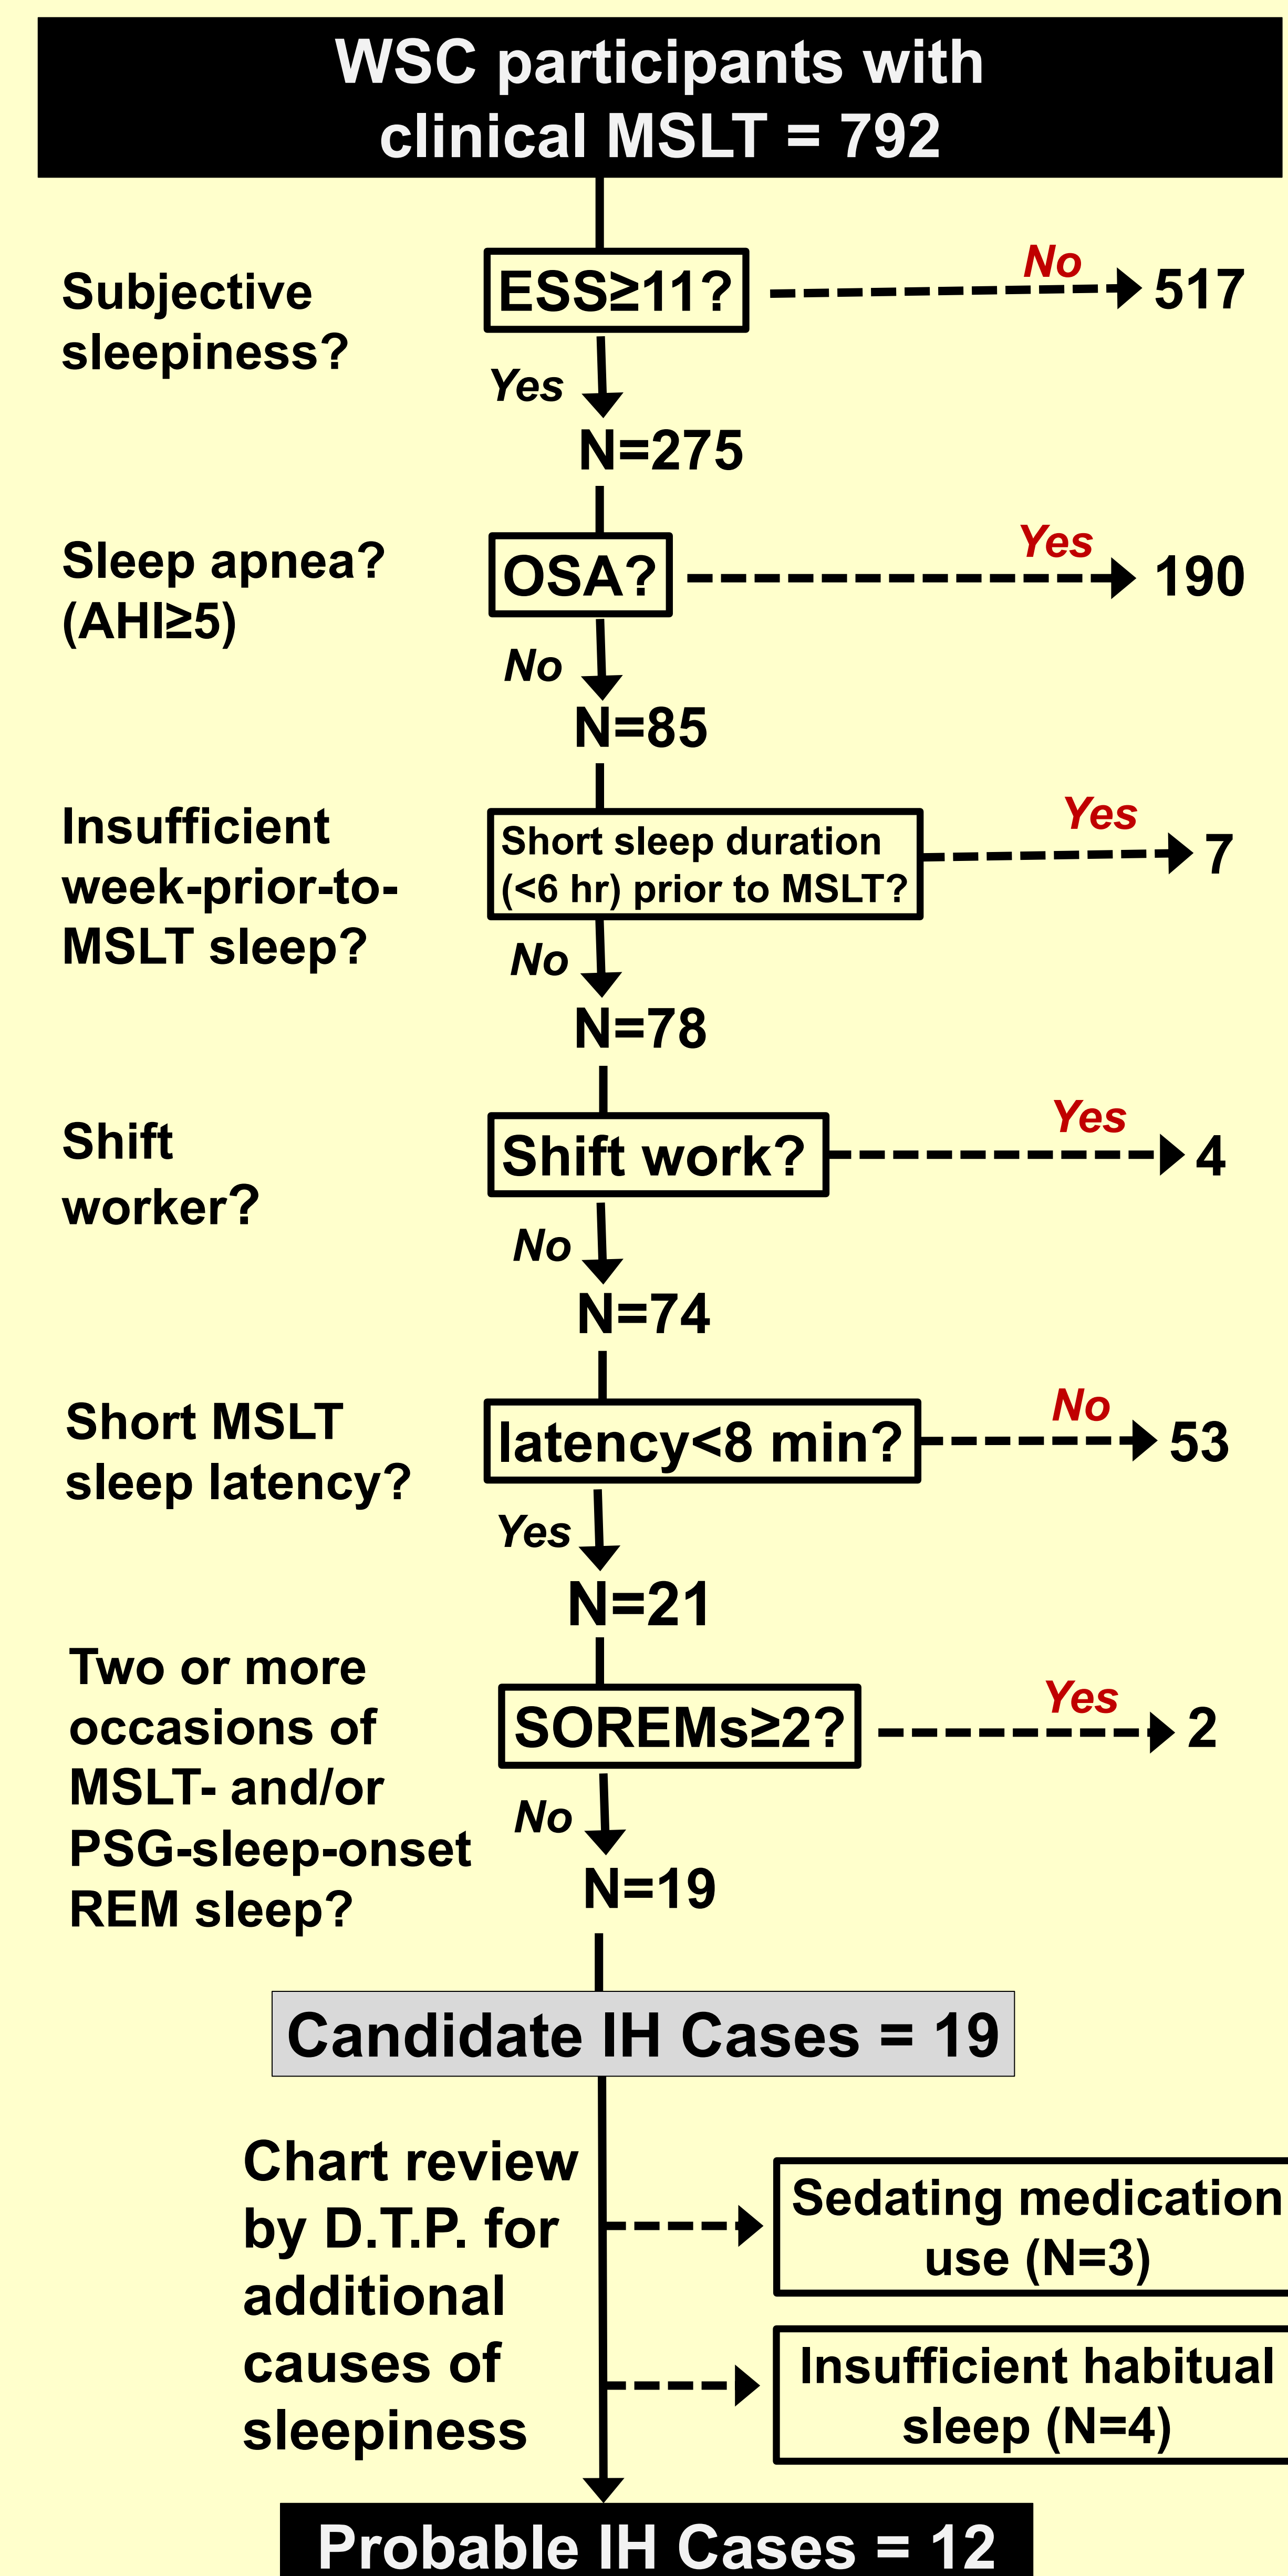 WSC participants with
clinical MSLT = 792
Subjective
sleepiness?
ESS≥11?
No
517
Yes
N=275
Sleep apnea?
(AHI≥5)
OSA?
Yes
190
No
N=85
Insufficient
week-prior-to-
MSLT sleep?
Short sleep duration
(<6 hr) prior to MSLT?
Yes
7
No
N=78
Shift
worker?
Shift work?
Yes
4
No
N=74
Short MSLT
sleep latency?
latency<8 min?
No
53
Yes
N=21
Two or more
occasions of
MSLT- and/or
PSG-sleep-onset
REM sleep?
SOREMs≥2?
Yes
2
No
N=19
Candidate IH Cases = 19
Chart review
by D.T.P. for
additional
causes of
sleepiness
Sedating medication
use (N=3)
Insufficient habitual
sleep (N=4)
Probable IH Cases = 12